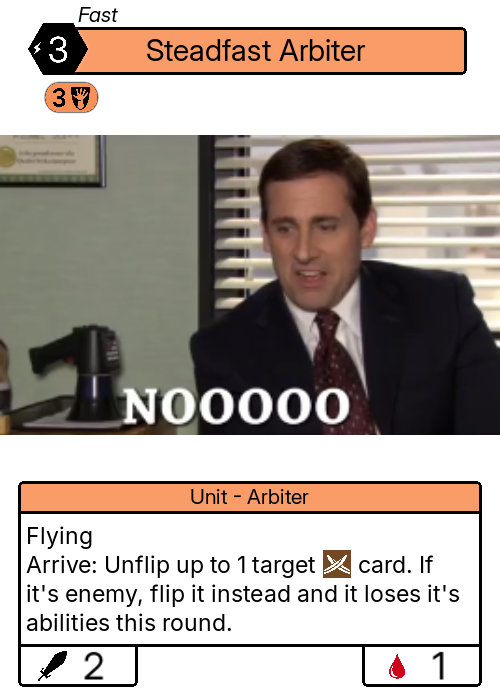 Fast
3
Steadfast Arbiter
3
NOOOOO
Unit - Arbiter
Flying
Arrive: Unflip up to 1 target card. If
it's enemy, flip it instead and it loses it's
abilities this round.
2
1